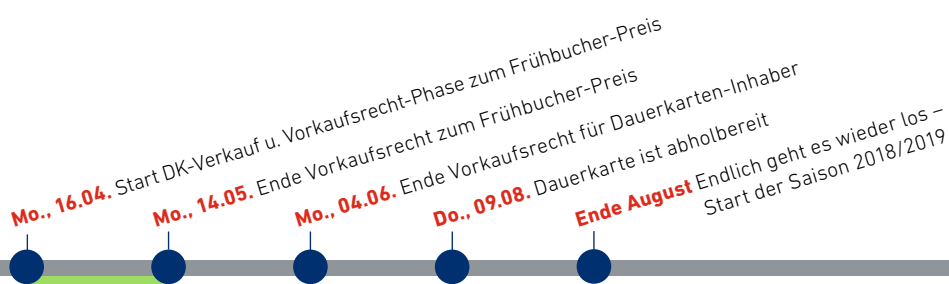 Mo., 16.04. Start DK-Verkauf u. Vorkaufsrecht-Phase zum Frühbucher-Preis
Mo., 14.05. Ende Vorkaufsrecht zum Frühbucher-Preis
Mo., 04.06. Ende Vorkaufsrecht für Dauerkarten-Inhaber
Do., 09.08. Dauerkarte ist abholbereit
Ende August Endlich geht es wieder los –
Start der Saison 2018/2019